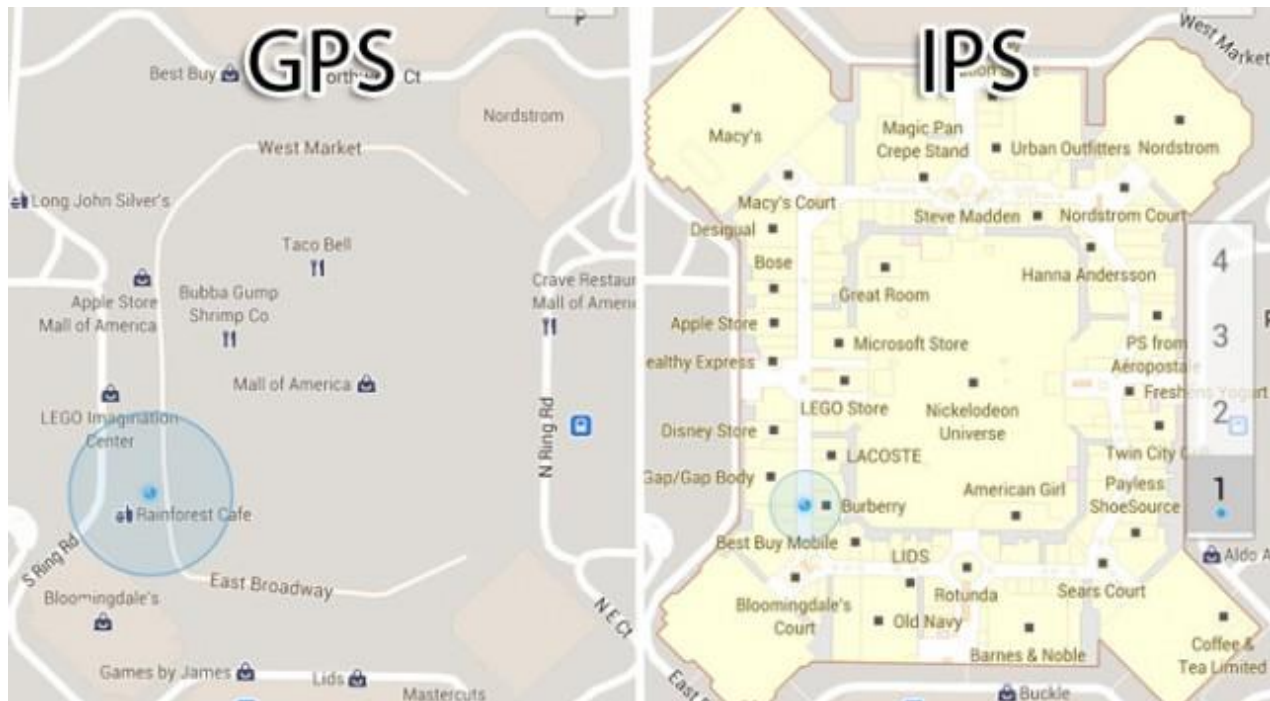 GPS
P
Best Buy
Ct
Nordstrom
West Market
Long John Silver's
Taco Bell
Apple Store
Mall of America
Bubba Gump
Shrimp Co
Crave Restaur
Mall of Ameri
Mall of America
LEGO Imagination
Center
N Ring Rd
Rainforest Cafe
S Ring Rd
East Broadway
Bloomingdale's
N E Ct
Games by James
Lids
Mastercuts
IPS
West Market
Macy's
Magic Pan
Crepe Stand
Urban Outfitters
Nordstrom
Macy's Court
Steve Madden
Nordstrom Court
Desigual
Bose
Hanna Andersson
Great Room
4
Apple Store
Microsoft Store
PS from
Aéropostale
3
ealthy Express
Freshens Yogurt
LEGO Store
Nickelodeon
Universe
2
Disney Store
Twin City
LACOSTE
Gap/Gap Body
American Girl
Payless
ShoeSource
1
Burberry
Best Buy Mobile
LIDS
Aldo A
Rotunda
Sears Court
Bloomingdale's
Court
Old Navy
Barnes & Noble
Coffee &
Tea Limited
East
Buckle